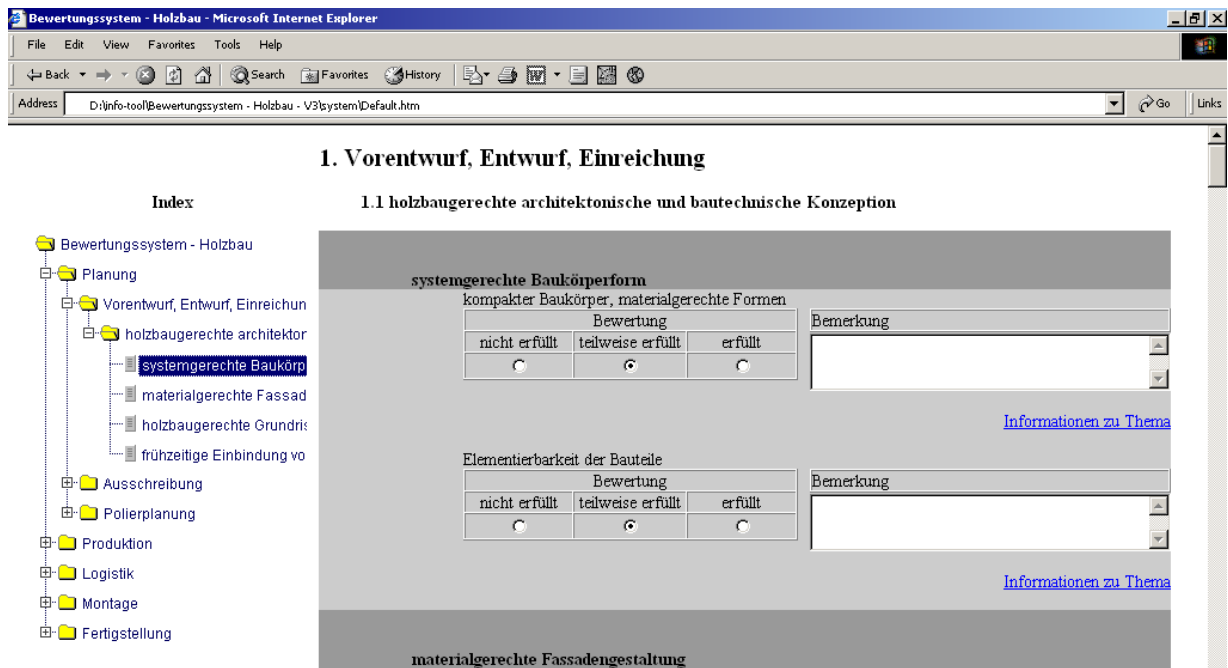 Bewertungssystem - Holzbau - Microsoft Internet Explorer
File Edit View Favorites Tools Help
Back Search Favorites History
Address D:\info-tool\Bewertungssystem - Holzbau - V3\system\Default.htm Go Links
1. Vorentwurf, Entwurf, Einreichung
Index
1.1 holzbaugerechte architektonische und bautechnische Konzeption
Bewertungssystem - Holzbau
Planung
Vorentwurf, Entwurf, Einreichun
holzbaugerechte architektor
systemgerechte Baukörp
materialgerechte Fassad
holzbaugerechte Grundris
frühzeitige Einbindung vo
Ausschreibung
Polierplanung
Produktion
Logistik
Montage
Fertigstellung
systemgerechte Baukörperform
kompakter Baukörper, materialgerechte Formen
Bewertung
nicht erfüllt teilweise erfüllt erfüllt
Bemerkung
Informationen zu Thema
Elementierbarkeit der Bauteile
Bewertung
nicht erfüllt teilweise erfüllt erfüllt
Bemerkung
Informationen zu Thema
materialgerechte Fassadengestaltung